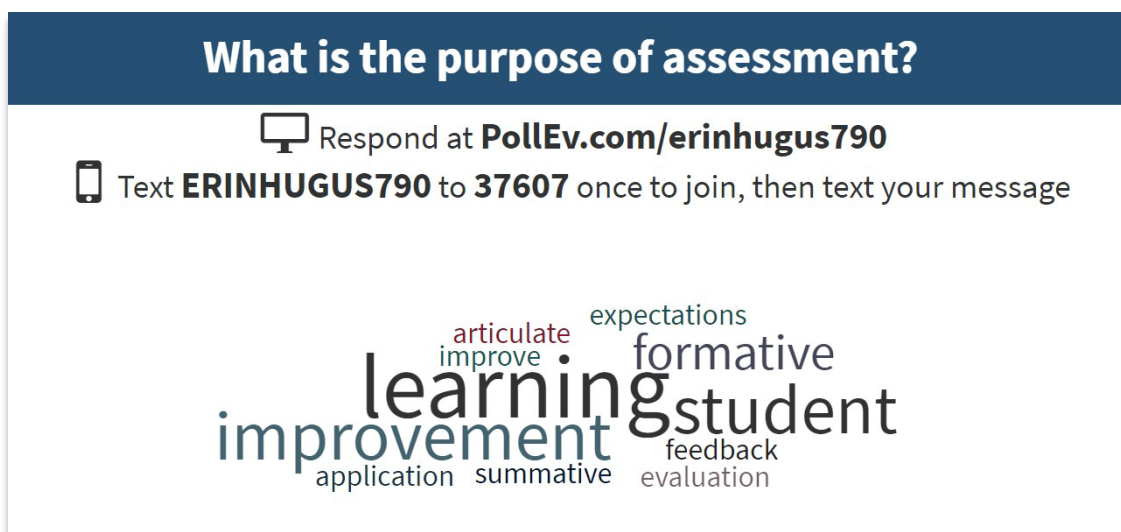 What is the purpose of assessment?
Respond at PollEv.com/erinhugus790
Text ERINHUGUS790 to 37607 once to join, then text your message
expectations
articulate
improve
formative
learning
student
improvement
feedback
application
summative
evaluation